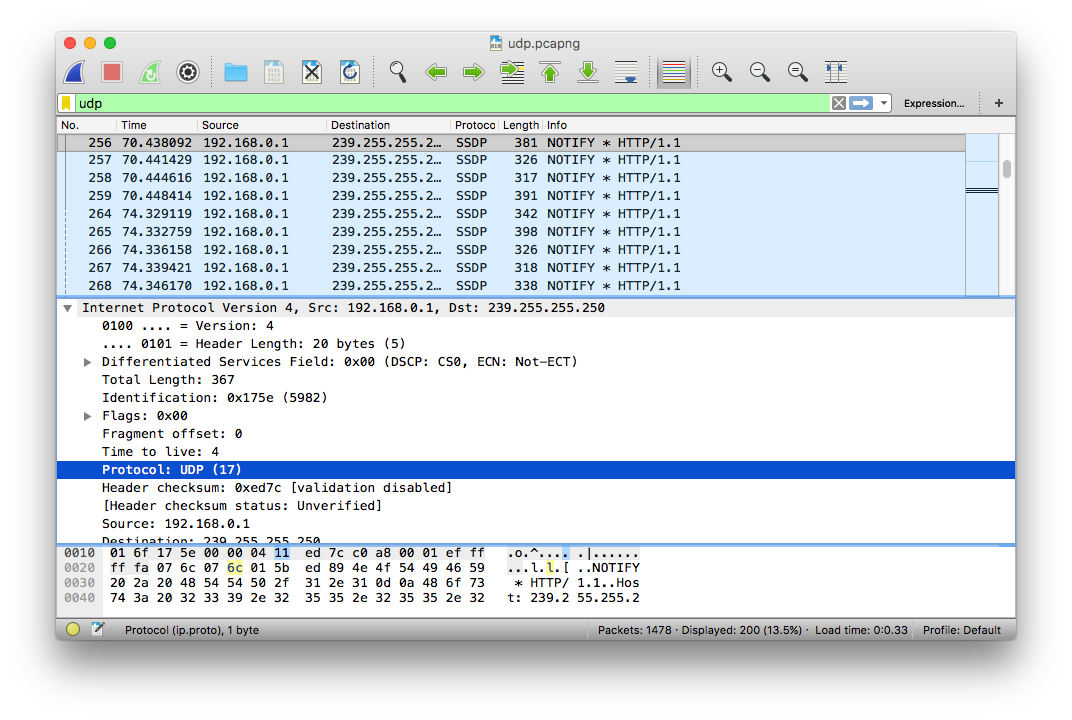 udp.pcapng
udp
Expression...
+
No. Time Source Destination Protoco Length Info
256 70.438092 192.168.0.1 239.255.255.2… SSDP 381 NOTIFY * HTTP/1.1
257 70.441429 192.168.0.1 239.255.255.2… SSDP 326 NOTIFY * HTTP/1.1
258 70.444616 192.168.0.1 239.255.255.2… SSDP 317 NOTIFY * HTTP/1.1
259 70.448414 192.168.0.1 239.255.255.2… SSDP 391 NOTIFY * HTTP/1.1
264 74.329119 192.168.0.1 239.255.255.2… SSDP 342 NOTIFY * HTTP/1.1
265 74.332759 192.168.0.1 239.255.255.2… SSDP 398 NOTIFY * HTTP/1.1
266 74.336158 192.168.0.1 239.255.255.2… SSDP 326 NOTIFY * HTTP/1.1
267 74.339421 192.168.0.1 239.255.255.2… SSDP 318 NOTIFY * HTTP/1.1
268 74.346170 192.168.0.1 239.255.255.2… SSDP 338 NOTIFY * HTTP/1.1
Internet Protocol Version 4, Src: 192.168.0.1, Dst: 239.255.255.250
0100 .... = Version: 4
.... 0101 = Header Length: 20 bytes (5)
Differentiated Services Field: 0x00 (DSCP: CS0, ECN: Not-ECT)
Total Length: 367
Identification: 0x175e (5982)
Flags: 0x00
Fragment offset: 0
Time to live: 4
Protocol: UDP (17)
Header checksum: 0xed7c [validation disabled]
[Header checksum status: Unverified]
Source: 192.168.0.1
Destination: 239.255.255.250
0010 01 6f 17 5e 00 00 04 11 ed 7c c0 a8 00 01 ef ff .o.^.... .|......
0020 ff fa 07 6c 07 6c 01 5b ed 89 4e 4f 54 49 46 59 ...l.l.[ ..NOTIFY
0030 20 2a 20 48 54 54 50 2f 31 2e 31 0d 0a 48 6f 73 * HTTP/ 1.1..Hos
0040 74 3a 20 32 33 39 2e 32 35 35 2e 32 35 35 2e 32 t: 239.2 55.255.2
Protocol (ip.proto), 1 byte
Packets: 1478 · Displayed: 200 (13.5%) · Load time: 0:0.33
Profile: Default